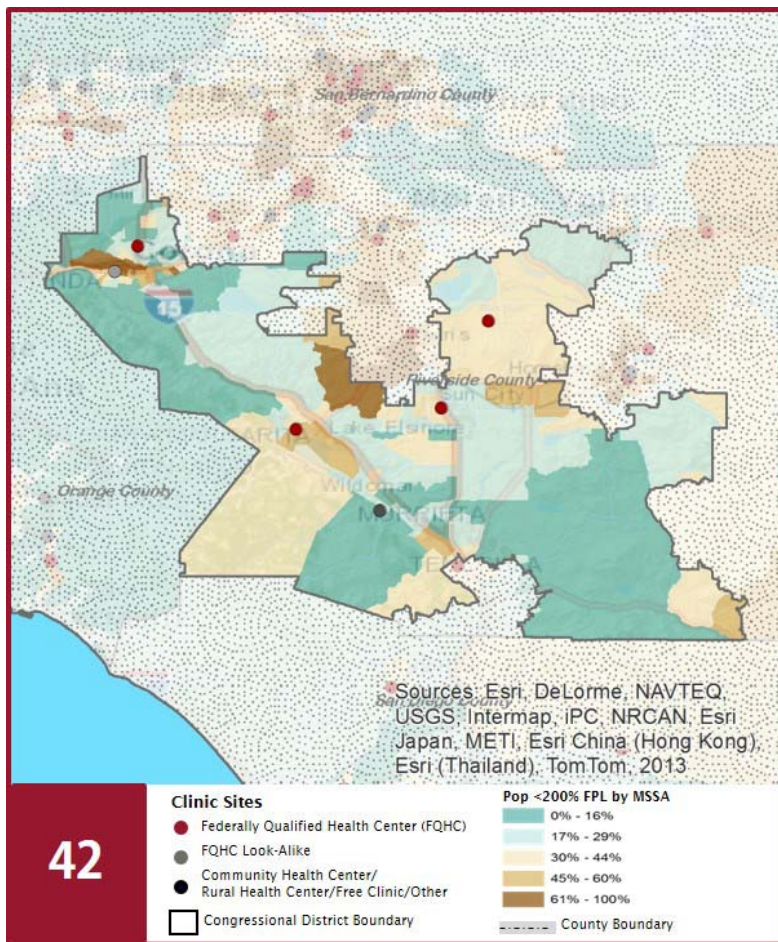 San Bernardino County
15
Riverside County
Sun City
Lake Elsinore
Orange County
Wildomar
MURRIETA
San Diego County
Sources: Esri, DeLorme, NAVTEQ,
USGS, Intermap, iPC, NRCAN, Esri
Japan, METI, Esri China (Hong Kong),
Esri (Thailand), TomTom, 2013
42
Clinic Sites
Federally Qualified Health Center (FQHC)
FQHC Look-Alike
Community Health Center/
Rural Health Center/Free Clinic/Other
Congressional District Boundary
Pop <200% FPL by MSSA
0% - 16%
17% - 29%
30% - 44%
45% - 60%
61% - 100%
County Boundary